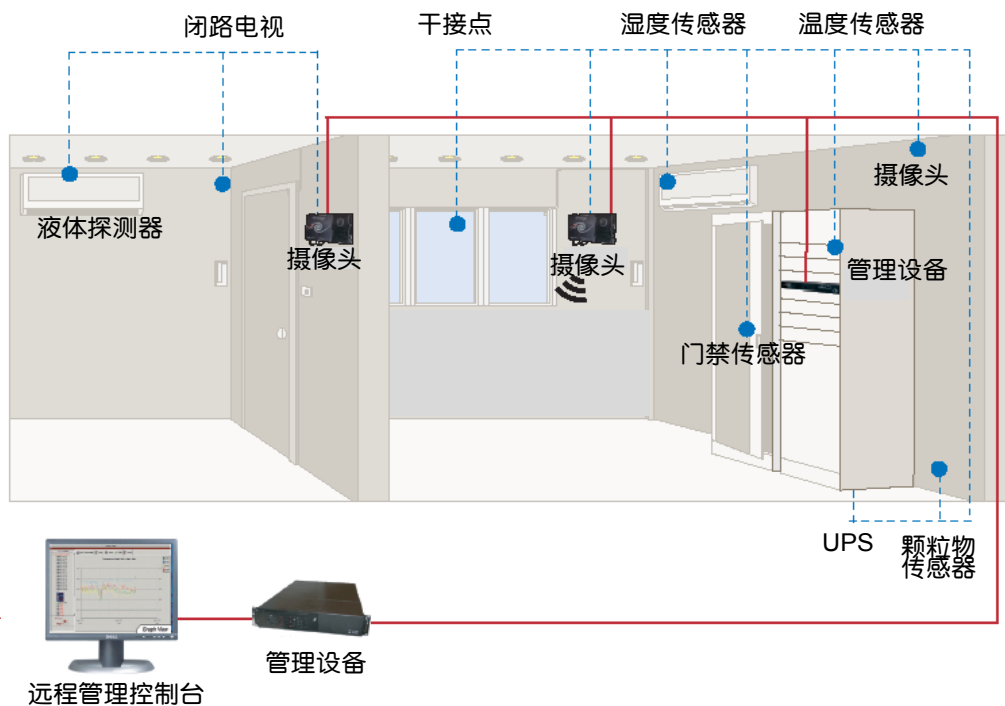 闭路电视
干接点
湿度传感器
温度传感器
摄像头
液体探测器
摄像头
摄像头
管理设备
门禁传感器
UPS
颗粒物
传感器
Graph View
DELL
管理设备
远程管理控制台